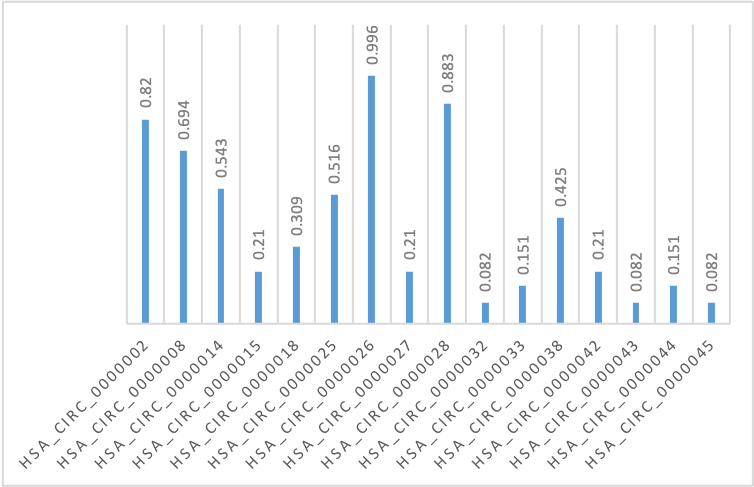 0.82
0.694
0.543
0.21
0.309
0.516
0.996
0.21
0.883
0.082
0.151
0.425
0.21
0.082
0.151
0.082
HSA_CIRC_0000002
HSA_CIRC_0000008
HSA_CIRC_0000014
HSA_CIRC_0000015
HSA_CIRC_0000018
HSA_CIRC_0000025
HSA_CIRC_0000026
HSA_CIRC_0000027
HSA_CIRC_0000028
HSA_CIRC_0000032
HSA_CIRC_0000033
HSA_CIRC_0000038
HSA_CIRC_0000042
HSA_CIRC_0000043
HSA_CIRC_0000044
HSA_CIRC_0000045